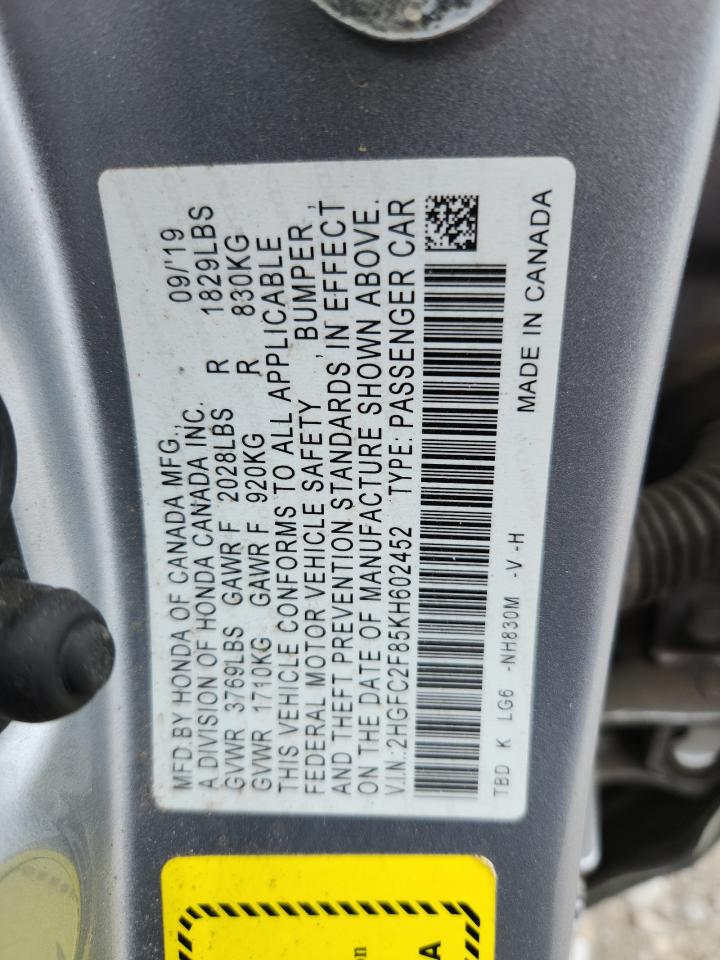 MFD.BY HONDA OF CANADA MFG., 09/'19
A DIVISION OF HONDA CANADA INC.
GVWR 3769LBS GAWR F 2028LBS R 1829LBS
GVWR 1710KG GAWR F 920KG R 830KG
THIS VEHICLE CONFORMS TO ALL APPLICABLE
FEDERAL MOTOR VEHICLE SAFETY , BUMPER ,
AND THEFT PREVENTION STANDARDS IN EFFECT
ON THE DATE OF MANUFACTURE SHOWN ABOVE.
V.I.N.:2HGFC2F85KH602452 TYPE: PASSENGER CAR
TBD K LG6 -NH830M -V -H MADE IN CANADA
on
A